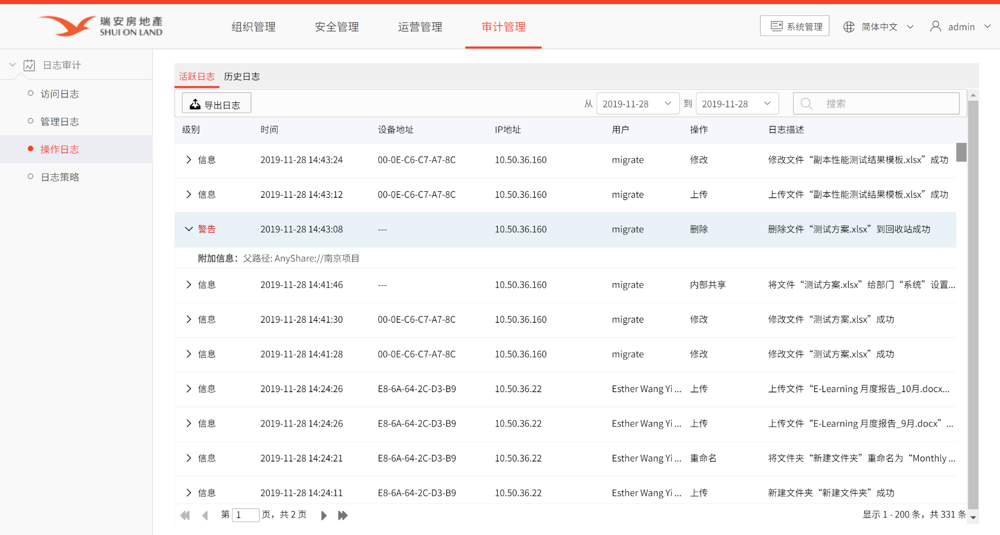 瑞安房地產
SHUI ON LAND
组织管理 安全管理 运营管理 审计管理 系统管理 简体中文 admin
日志审计
访问日志
管理日志
操作日志
日志策略
活跃日志 历史日志
导出日志 从 2019-11-28 到 2019-11-28 搜索
级别 时间 设备地址 IP地址 用户 操作 日志描述
信息 2019-11-28 14:43:24 00-0E-C6-C7-A7-8C 10.50.36.160 migrate 修改 修改文件“副本性能测试结果模板.xlsx”成功
信息 2019-11-28 14:43:12 00-0E-C6-C7-A7-8C 10.50.36.160 migrate 上传 上传文件“副本性能测试结果模板.xlsx”成功
警告 2019-11-28 14:43:08 --- 10.50.36.160 migrate 删除 删除文件“测试方案.xlsx”到回收站成功
附加信息：父路径: AnyShare://南京项目
信息 2019-11-28 14:41:46 --- 10.50.36.160 migrate 内部共享 将文件“测试方案.xlsx”给部门“系统”设置...
信息 2019-11-28 14:41:30 00-0E-C6-C7-A7-8C 10.50.36.160 migrate 修改 修改文件“测试方案.xlsx”成功
信息 2019-11-28 14:41:28 00-0E-C6-C7-A7-8C 10.50.36.160 migrate 修改 修改文件“测试方案.xlsx”成功
信息 2019-11-28 14:24:26 E8-6A-64-2C-D3-B9 10.50.36.22 Esther Wang Yi ... 上传 上传文件“E-Learning 月度报告_10月.docx...
信息 2019-11-28 14:24:26 E8-6A-64-2C-D3-B9 10.50.36.22 Esther Wang Yi ... 上传 上传文件“E-Learning 月度报告_9月.docx”...
信息 2019-11-28 14:24:21 E8-6A-64-2C-D3-B9 10.50.36.22 Esther Wang Yi ... 重命名 将文件夹“新建文件夹”重命名为“Monthly ...
信息 2019-11-28 14:24:11 E8-6A-64-2C-D3-B9 10.50.36.22 Esther Wang Yi ... 上传 新建文件夹“新建文件夹”成功
第 1 页，共 2 页 显示 1 - 200 条，共 331 条